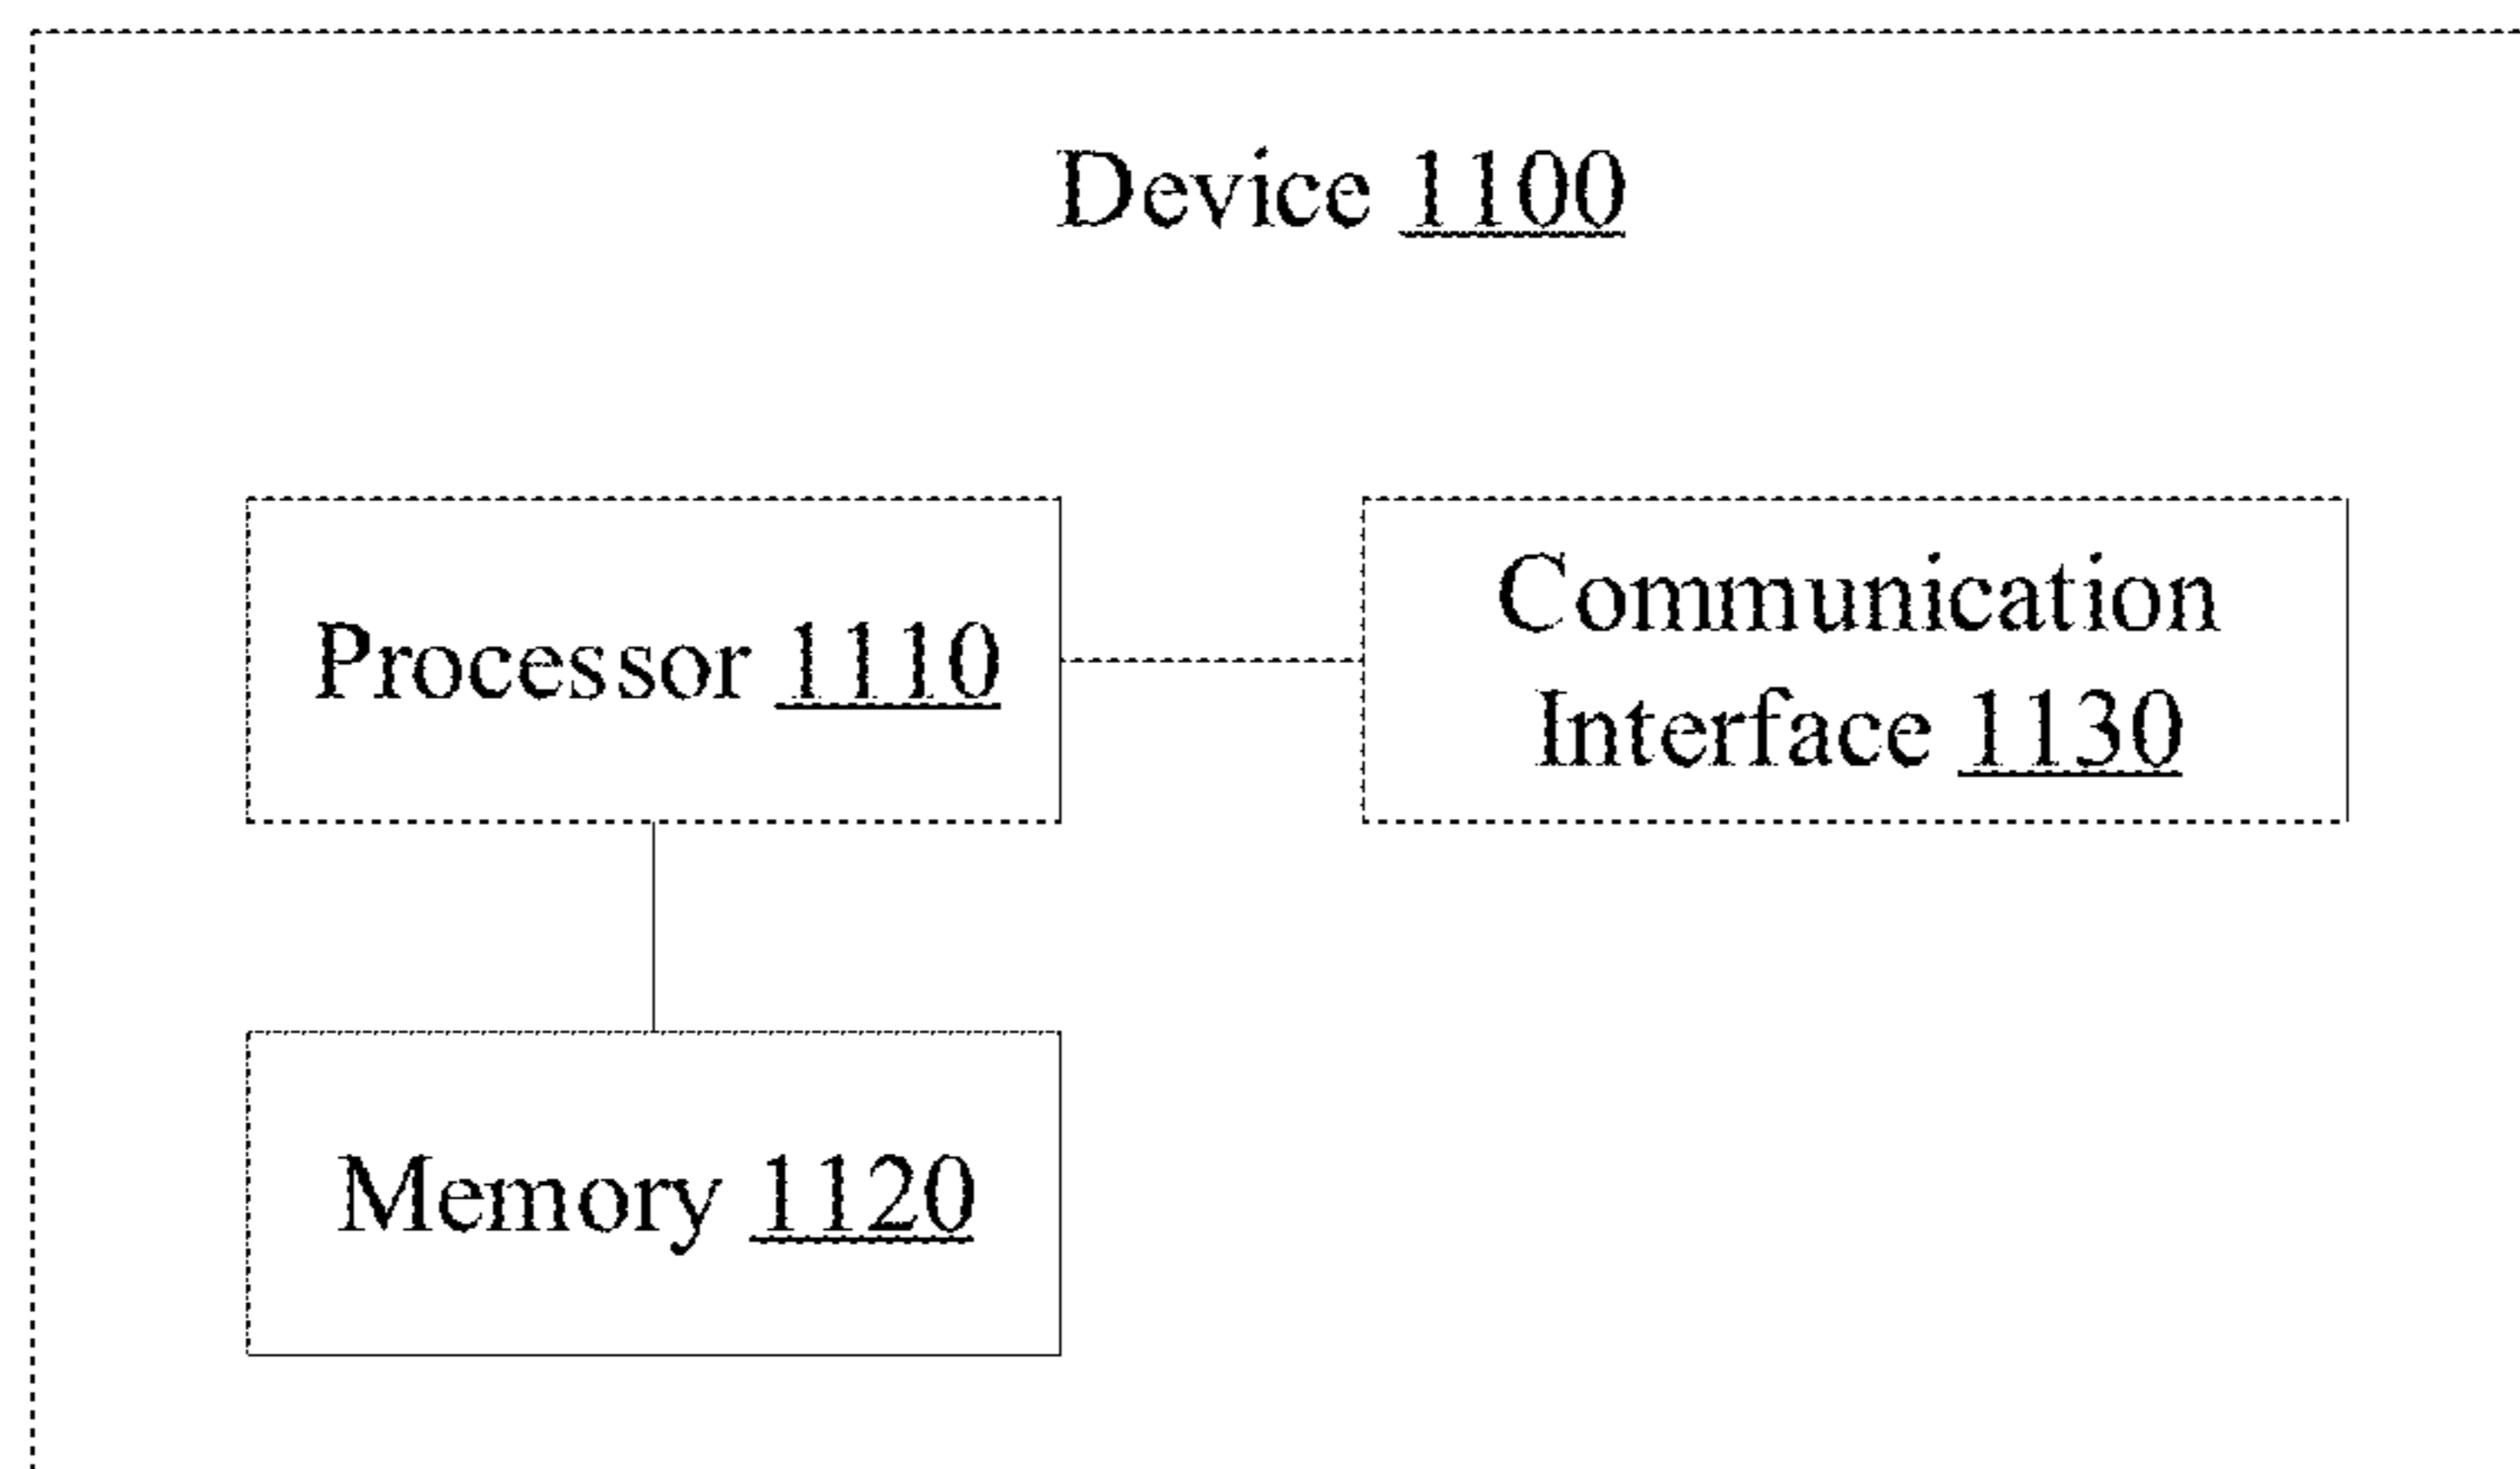 Device 1100
Processor 1110
Communication
Interface 1130
Memory 1120